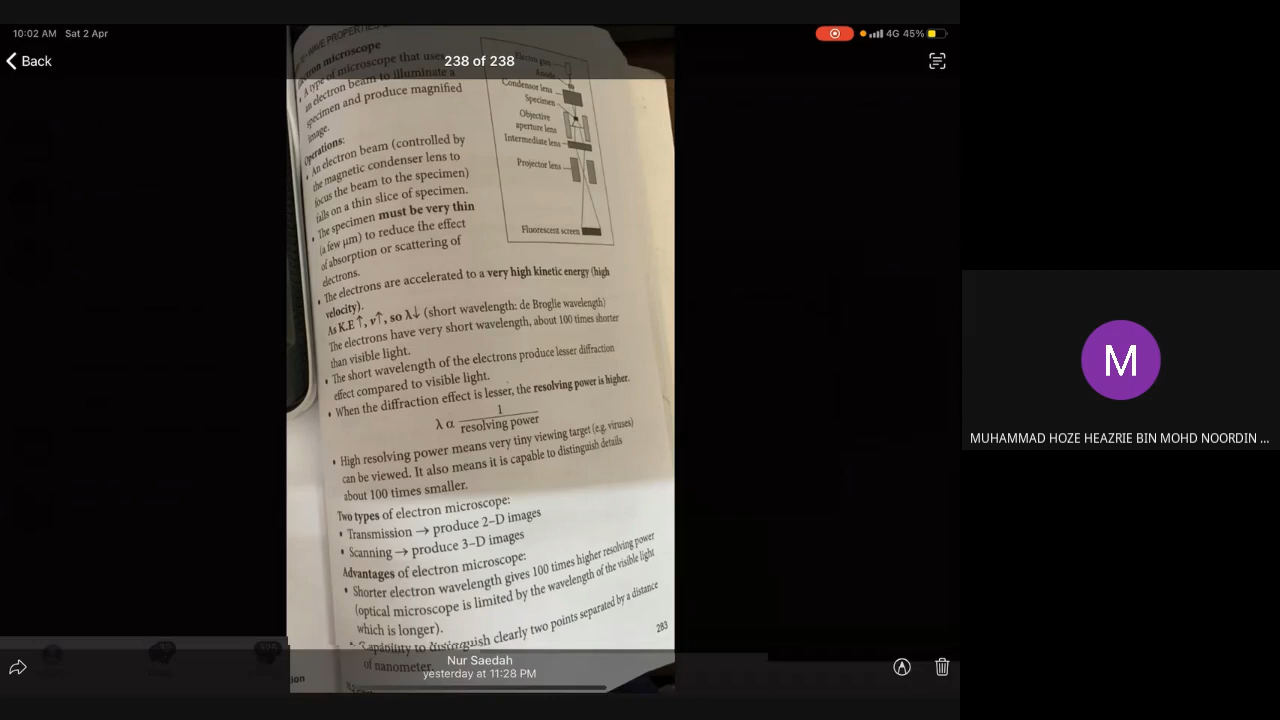 10:02 AM Sat 2 Apr
4G 45%
Back
238 of 238
WAVE PROPERTIES
Electron microscope
• A type of microscope that uses
an electron beam to illuminate a
specimen and produce magnified
image.
Operations:
• An electron beam (controlled by
the magnetic condenser lens to
focus the beam to the specimen)
falls on a thin slice of specimen.
• The specimen must be very thin
(a few μm) to reduce the effect
of absorption or scattering of
electrons.
Electro gun
Anode
Condensor lens
Specimen
Objective
aperture lens
Intermediate lens
Projector lens
Fluorescent screen
• The electrons are accelerated to a very high kinetic energy (high
velocity).
As K.E ↑, v↑, so λ↓ (short wavelength: de Broglie wavelength)
The electrons have very short wavelength, about 100 times shorter
than visible light.
• The short wavelength of the electrons produce lesser diffraction
effect compared to visible light.
• When the diffraction effect is lesser, the resolving power is higher.
λ α 1 / resolving power
• High resolving power means very tiny viewing target (e.g. viruses)
can be viewed. It also means it is capable to distinguish details
about 100 times smaller.
Two types of electron microscope:
• Transmission → produce 2–D images
• Scanning → produce 3–D images
Advantages of electron microscope:
• Shorter electron wavelength gives 100 times higher resolving power
(optical microscope is limited by the wavelength of the visible light
which is longer).
• Capability to distinguish clearly two points separated by a distance
of nanometer.
283
Nur Saedah
yesterday at 11:28 PM
M
MUHAMMAD HOZE HEAZRIE BIN MOHD NOORDIN ...